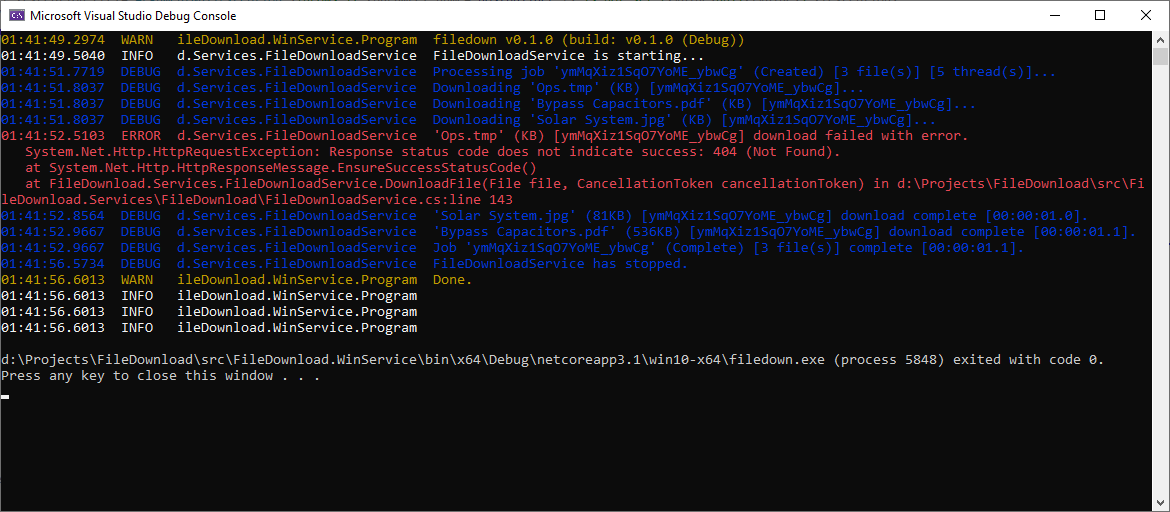 Microsoft Visual Studio Debug Console
01:41:49.2974  WARN   ileDownload.WinService.Program  filedown v0.1.0 (build: v0.1.0 (Debug))
01:41:49.5040  INFO   d.Services.FileDownloadService  FileDownloadService is starting...
01:41:51.7719  DEBUG  d.Services.FileDownloadService  Processing job 'ymMqXiz1SqO7YoME_ybwCg' (Created) [3 file(s)] [5 thread(s)]...
01:41:51.8037  DEBUG  d.Services.FileDownloadService  Downloading 'Ops.tmp' (KB) [ymMqXiz1SqO7YoME_ybwCg]...
01:41:51.8037  DEBUG  d.Services.FileDownloadService  Downloading 'Bypass Capacitors.pdf' (KB) [ymMqXiz1SqO7YoME_ybwCg]...
01:41:51.8037  DEBUG  d.Services.FileDownloadService  Downloading 'Solar System.jpg' (KB) [ymMqXiz1SqO7YoME_ybwCg]...
01:41:52.5103  ERROR  d.Services.FileDownloadService  'Ops.tmp' (KB) [ymMqXiz1SqO7YoME_ybwCg] download failed with error.
   System.Net.Http.HttpRequestException: Response status code does not indicate success: 404 (Not Found).
   at System.Net.Http.HttpResponseMessage.EnsureSuccessStatusCode()
   at FileDownload.Services.FileDownloadService.DownloadFile(File file, CancellationToken cancellationToken) in d:\Projects\FileDownload\src\Fi
leDownload.Services\FileDownload\FileDownloadService.cs:line 143
01:41:52.8564  DEBUG  d.Services.FileDownloadService  'Solar System.jpg' (81KB) [ymMqXiz1SqO7YoME_ybwCg] download complete [00:00:01.0].
01:41:52.9667  DEBUG  d.Services.FileDownloadService  'Bypass Capacitors.pdf' (536KB) [ymMqXiz1SqO7YoME_ybwCg] download complete [00:00:01.1].
01:41:52.9667  DEBUG  d.Services.FileDownloadService  Job 'ymMqXiz1SqO7YoME_ybwCg' (Complete) [3 file(s)] complete [00:00:01.1].
01:41:56.5734  DEBUG  d.Services.FileDownloadService  FileDownloadService has stopped.
01:41:56.6013  WARN   ileDownload.WinService.Program  Done.
01:41:56.6013  INFO   ileDownload.WinService.Program
01:41:56.6013  INFO   ileDownload.WinService.Program
01:41:56.6013  INFO   ileDownload.WinService.Program
d:\Projects\FileDownload\src\FileDownload.WinService\bin\x64\Debug\netcoreapp3.1\win10-x64\filedown.exe (process 5848) exited with code 0.
Press any key to close this window . . .